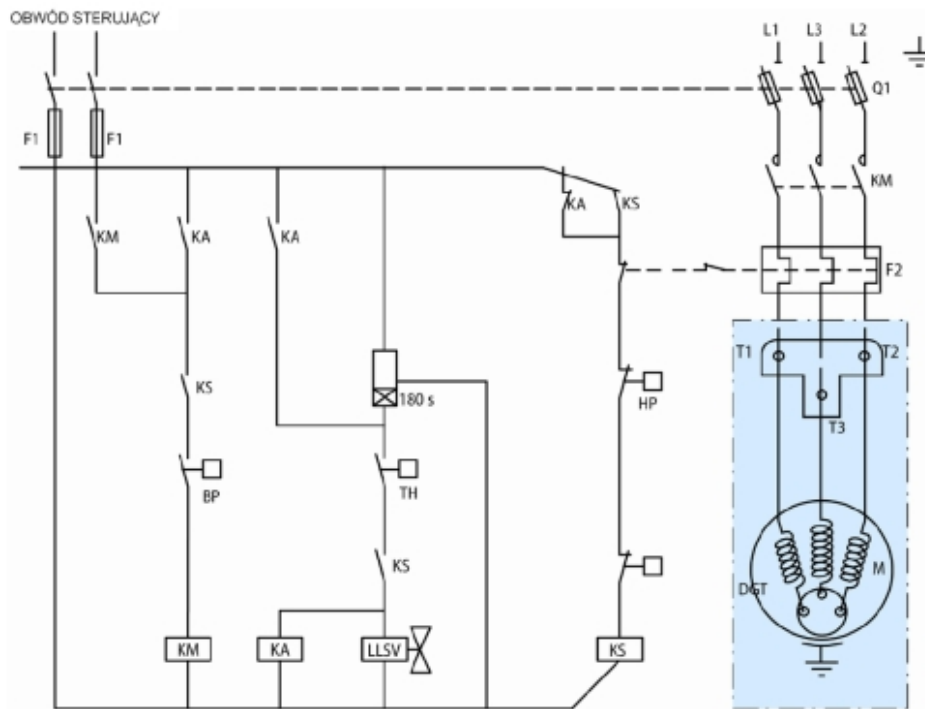 OBWÓD STERUJĄCY
L1 L3 L2
Q1
F1 F1
KM
KA KS
KM KA KA
F2
T1 T2
KS
180 s
HP
T3
BP TH
KS
DGT M
KM KA LLSV KS